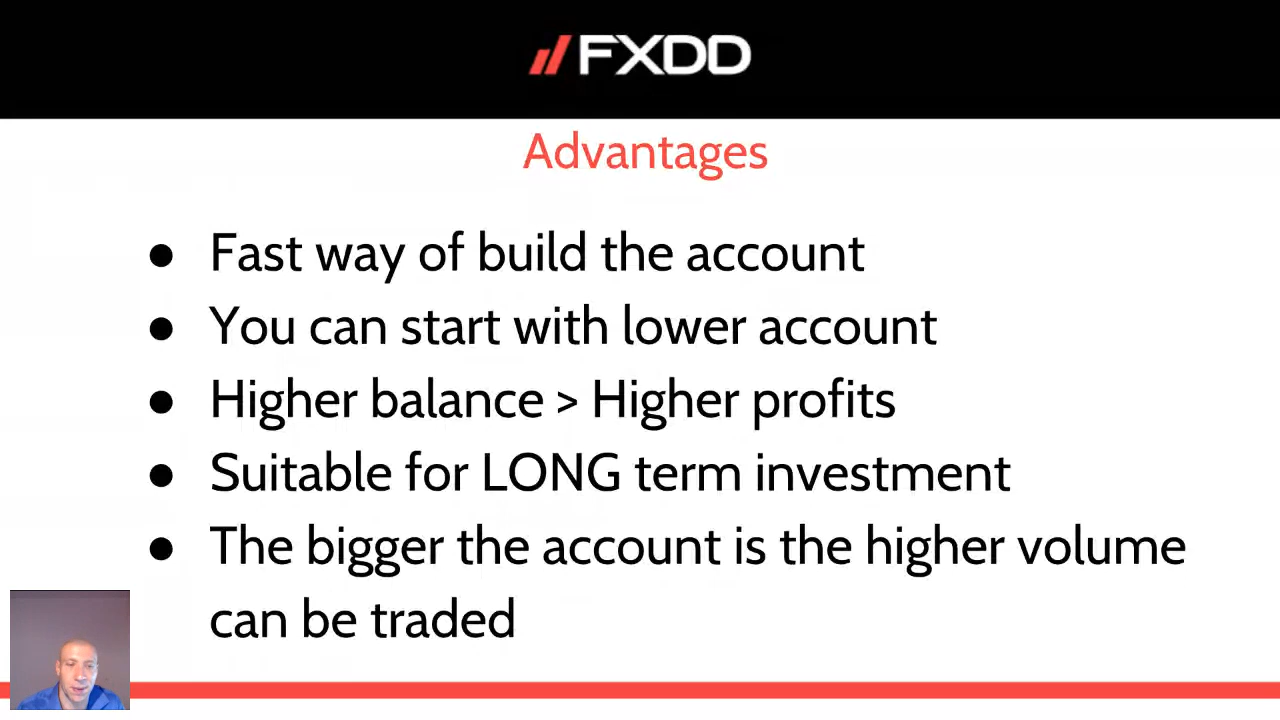 FXDD
Advantages
● Fast way of build the account
● You can start with lower account
● Higher balance > Higher profits
● Suitable for LONG term investment
● The bigger the account is the higher volume
can be traded